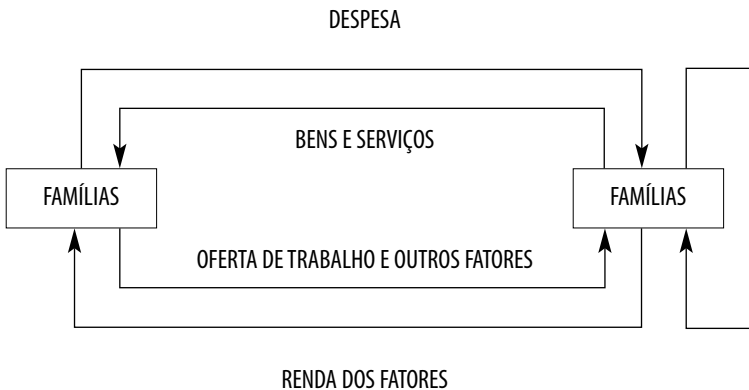 DESPESA
BENS E SERVIÇOS
FAMÍLIAS
FAMÍLIAS
OFERTA DE TRABALHO E OUTROS FATORES
RENDA DOS FATORES